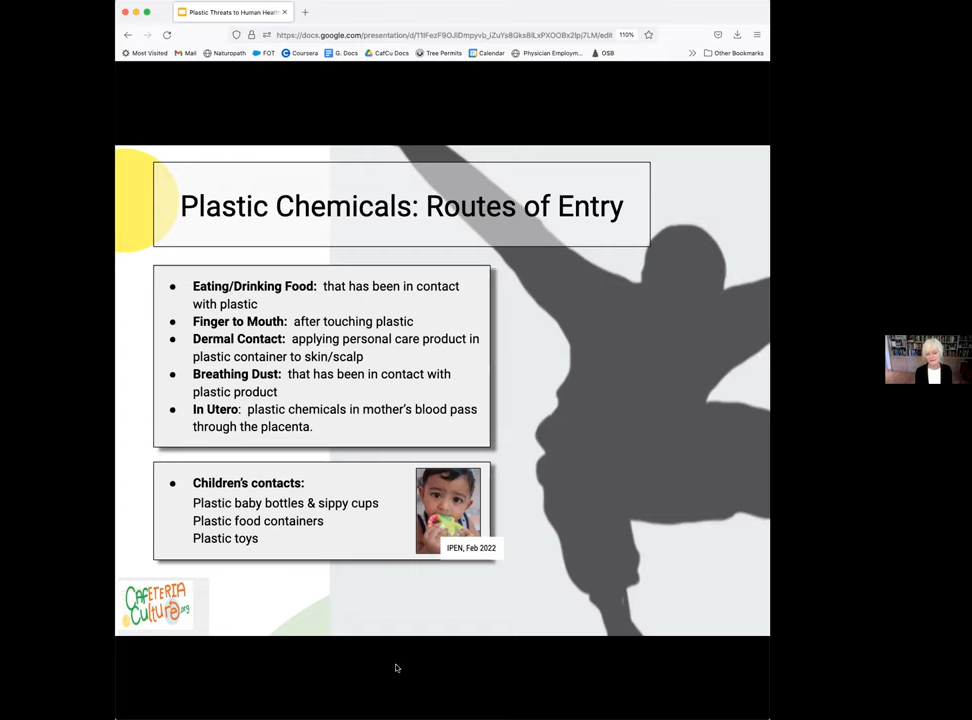 Plastic Threats to Human Heal
https://docs.google.com/presentation/d/
110%
Most Visited
Mail
Naturopath
FOT
Coursera
G. Docs
CafCu Docs
Tree Permits
Calendar
Physician Employm...
OSB
Other Bookmarks
Plastic Chemicals: Routes of Entry
● Eating/Drinking Food: that has been in contact
with plastic
● Finger to Mouth: after touching plastic
● Dermal Contact: applying personal care product in
plastic container to skin/scalp
● Breathing Dust: that has been in contact with
plastic product
● In Utero: plastic chemicals in mother's blood pass
through the placenta.
● Children's contacts:
Plastic baby bottles & sippy cups
Plastic food containers
Plastic toys
IPEN, Feb 2022
CAFETERIA
CULTURE.org